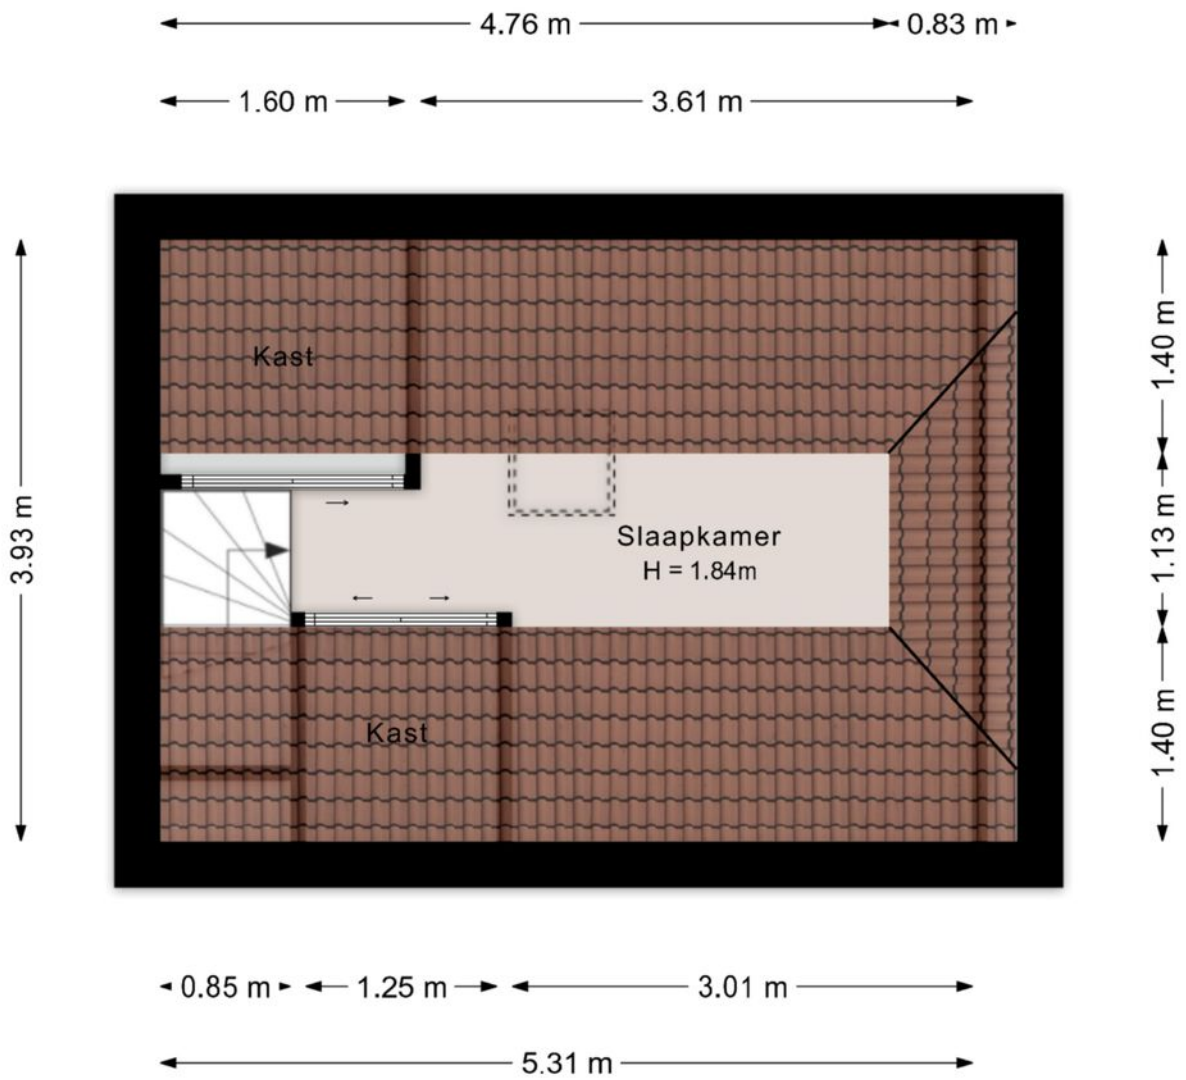 4.76 m
0.83 m
1.60 m
3.61 m
Kast
1.40 m
3.93 m
Slaapkamer
H = 1.84m
1.13 m
Kast
1.40 m
0.85 m
1.25 m
3.01 m
5.31 m